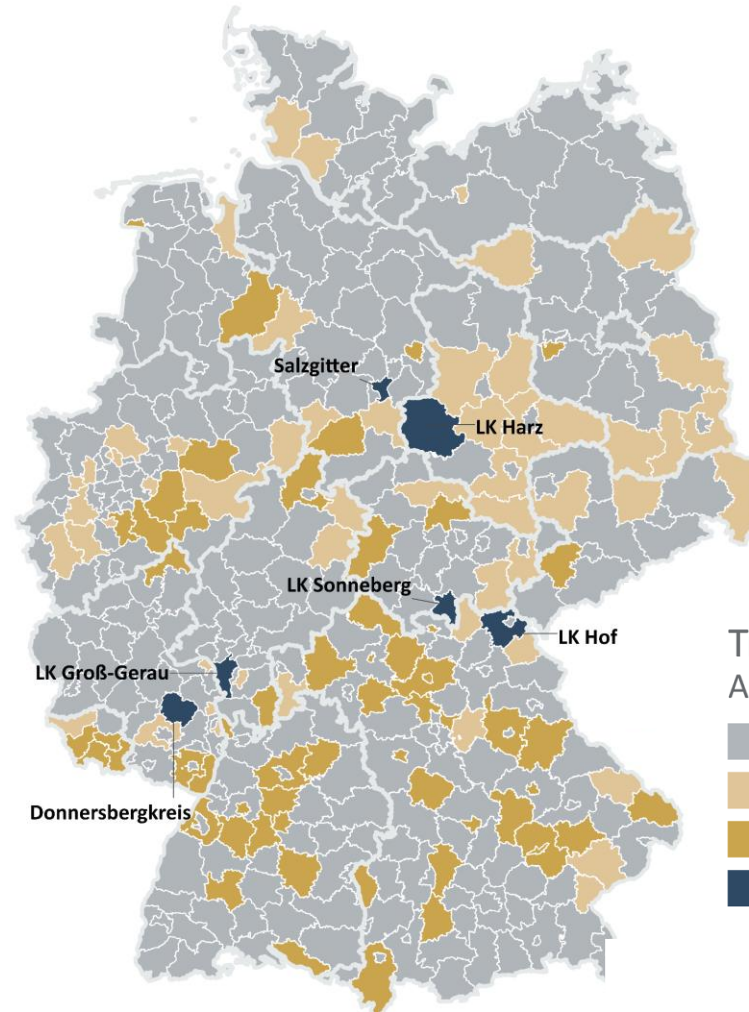 Salzgitter
LK Harz
LK Sonneberg
LK Hof
LK Groß-Gerau
Donnersbergkreis
T
A